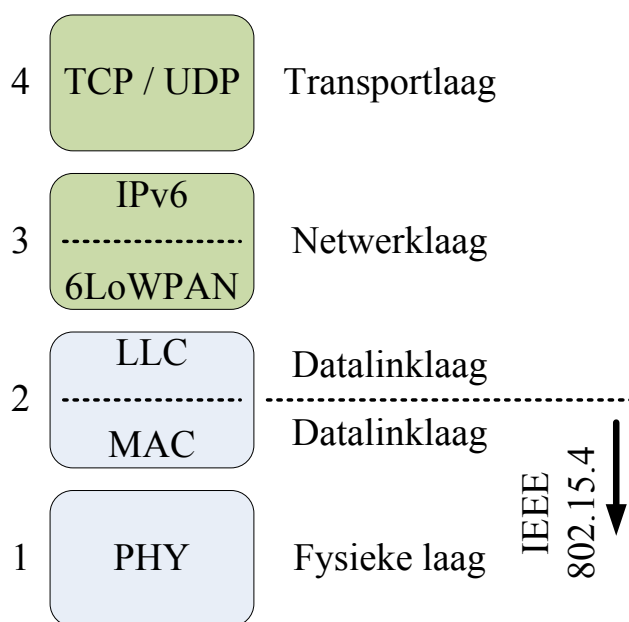 4 TCP / UDP Transportlaag
IPv6
3 Netwerklaag
6LoWPAN
LLC Datalinklaag
2
MAC Datalinklaag
1 PHY Fysieke laag
IEEE
802.15.4